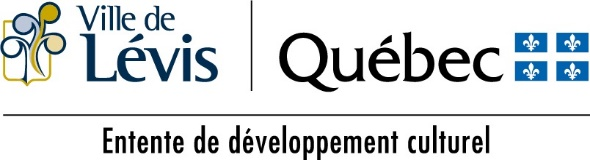 Ville de
Lévis
Québec
Entente de développement culturel